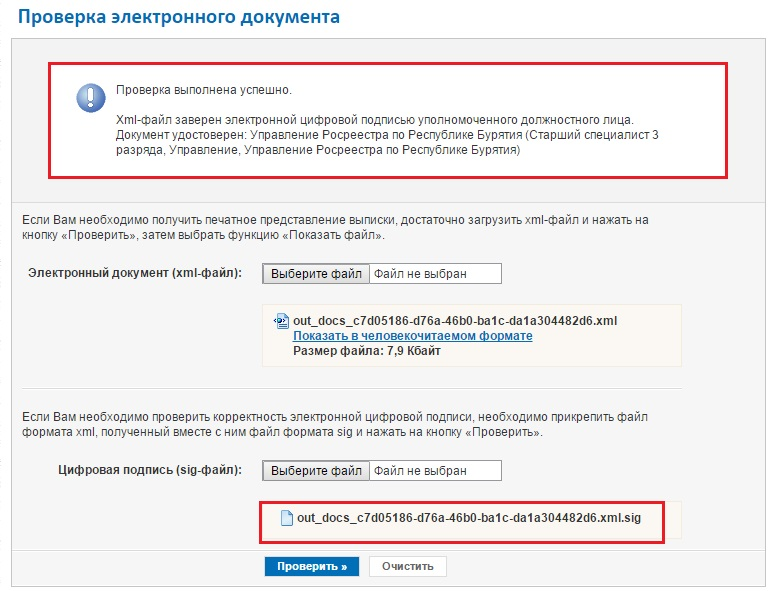 Проверка электронного документа
Проверка выполнена успешно.
Xml-файл заверен электронной цифровой подписью уполномоченного должностного лица.
Документ удостоверен: Управление Росреестра по Республике Бурятия (Старший специалист 3
разряда, Управление, Управление Росреестра по Республике Бурятия)
Если Вам необходимо получить печатное представление выписки, достаточно загрузить xml-файл и нажать на
кнопку «Проверить», затем выбрать функцию «Показать файл».
Электронный документ (xml-файл): Выберите файл Файл не выбран
out_docs_c7d05186-d76a-46b0-ba1c-da1a304482d6.xml
Показать в человекочитаемом формате
Размер файла: 7,9 Кбайт
Если Вам необходимо проверить корректность электронной цифровой подписи, необходимо прикрепить файл
формата xml, полученный вместе с ним файл формата sig и нажать на кнопку «Проверить».
Цифровая подпись (sig-файл): Выберите файл Файл не выбран
out_docs_c7d05186-d76a-46b0-ba1c-da1a304482d6.xml.sig
Проверить » Очистить